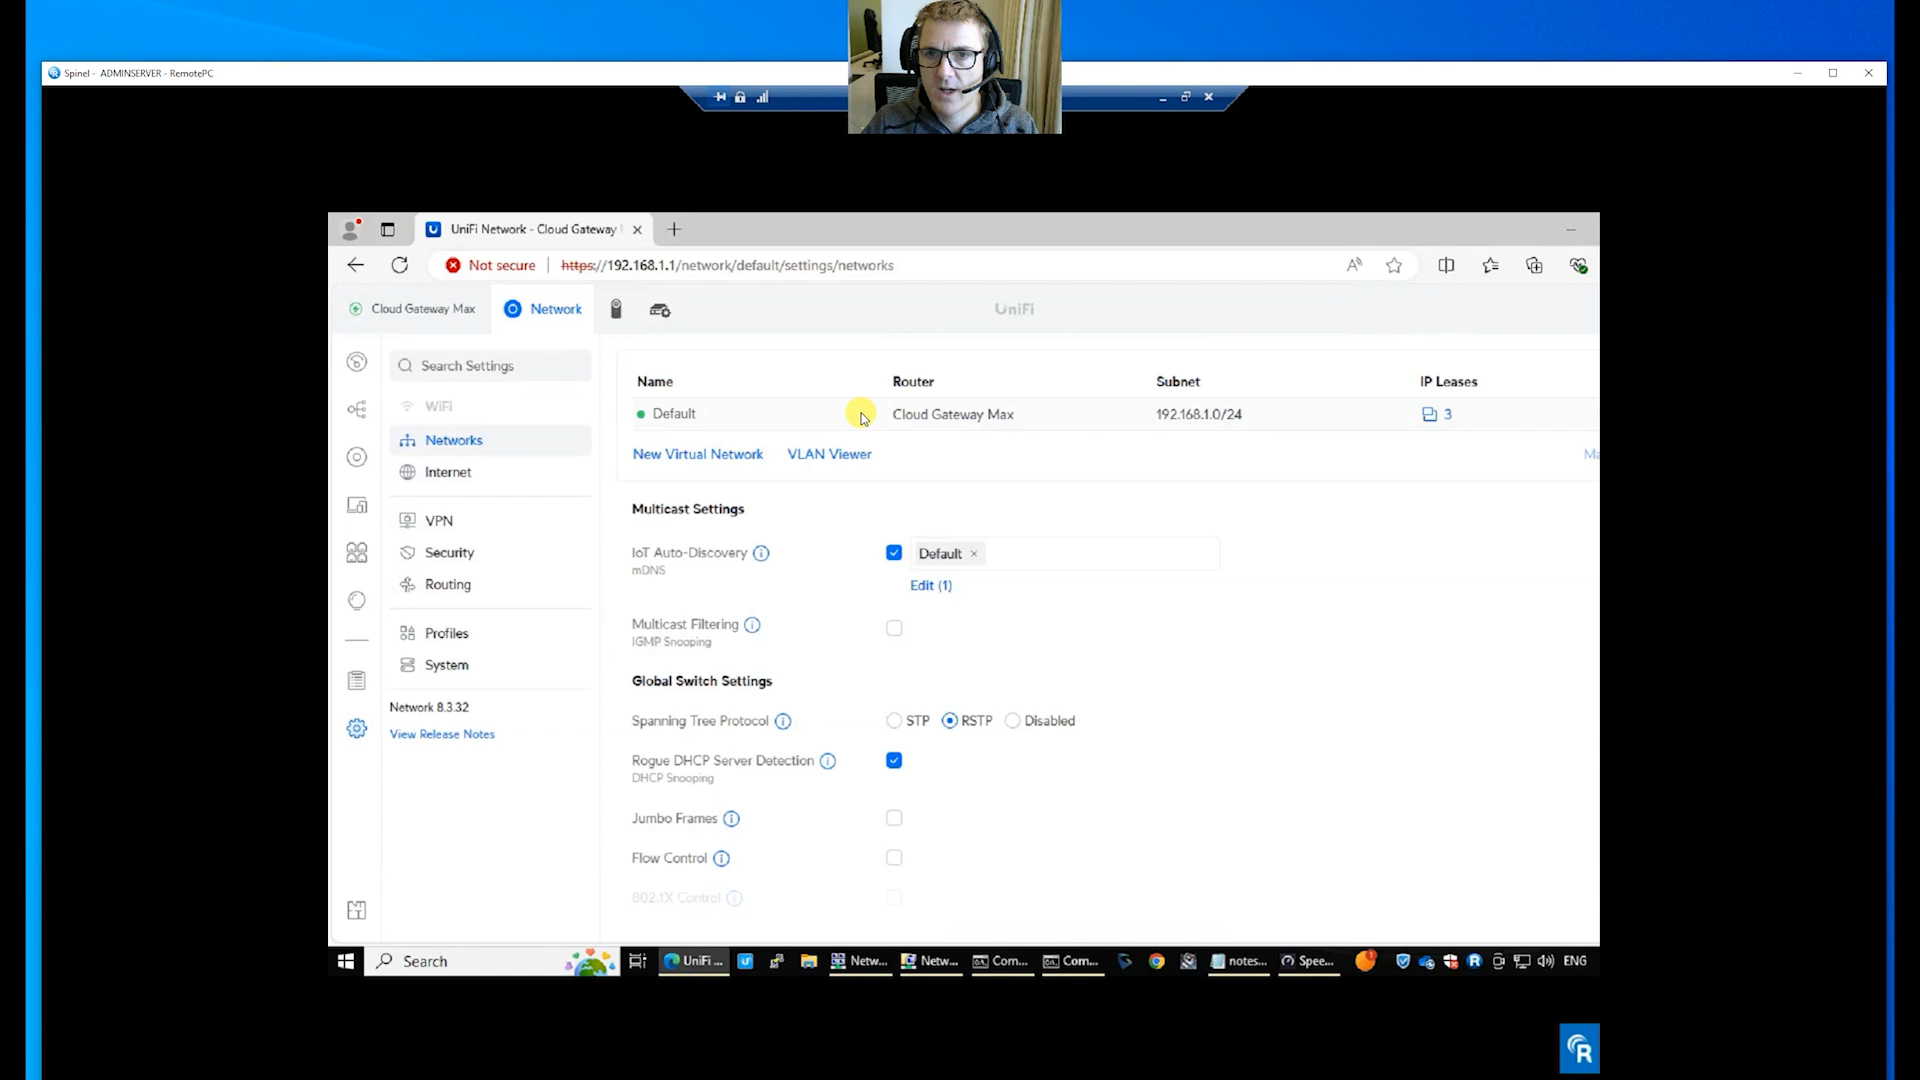 Spinel - ADMINSERVER - RemotePC
UniFi Network - Cloud Gateway
Not secure
https://192.168.1.1/network/default/settings/networks
Cloud Gateway Max
Network
UniFi
Search Settings
WiFi
Networks
Internet
VPN
Security
Routing
Profiles
System
Network 8.3.32
View Release Notes
Name Router Subnet IP Leases
Default Cloud Gateway Max 192.168.1.0/24 3
New Virtual Network VLAN Viewer Ma
Multicast Settings
IoT Auto-Discovery Default
mDNS
Edit (1)
Multicast Filtering
IGMP Snooping
Global Switch Settings
Spanning Tree Protocol STP RSTP Disabled
Rogue DHCP Server Detection
DHCP Snooping
Jumbo Frames
Flow Control
802.1X Control
Search UniFi ... Netw... Netw... Com... Com... notes... Spee... ENG